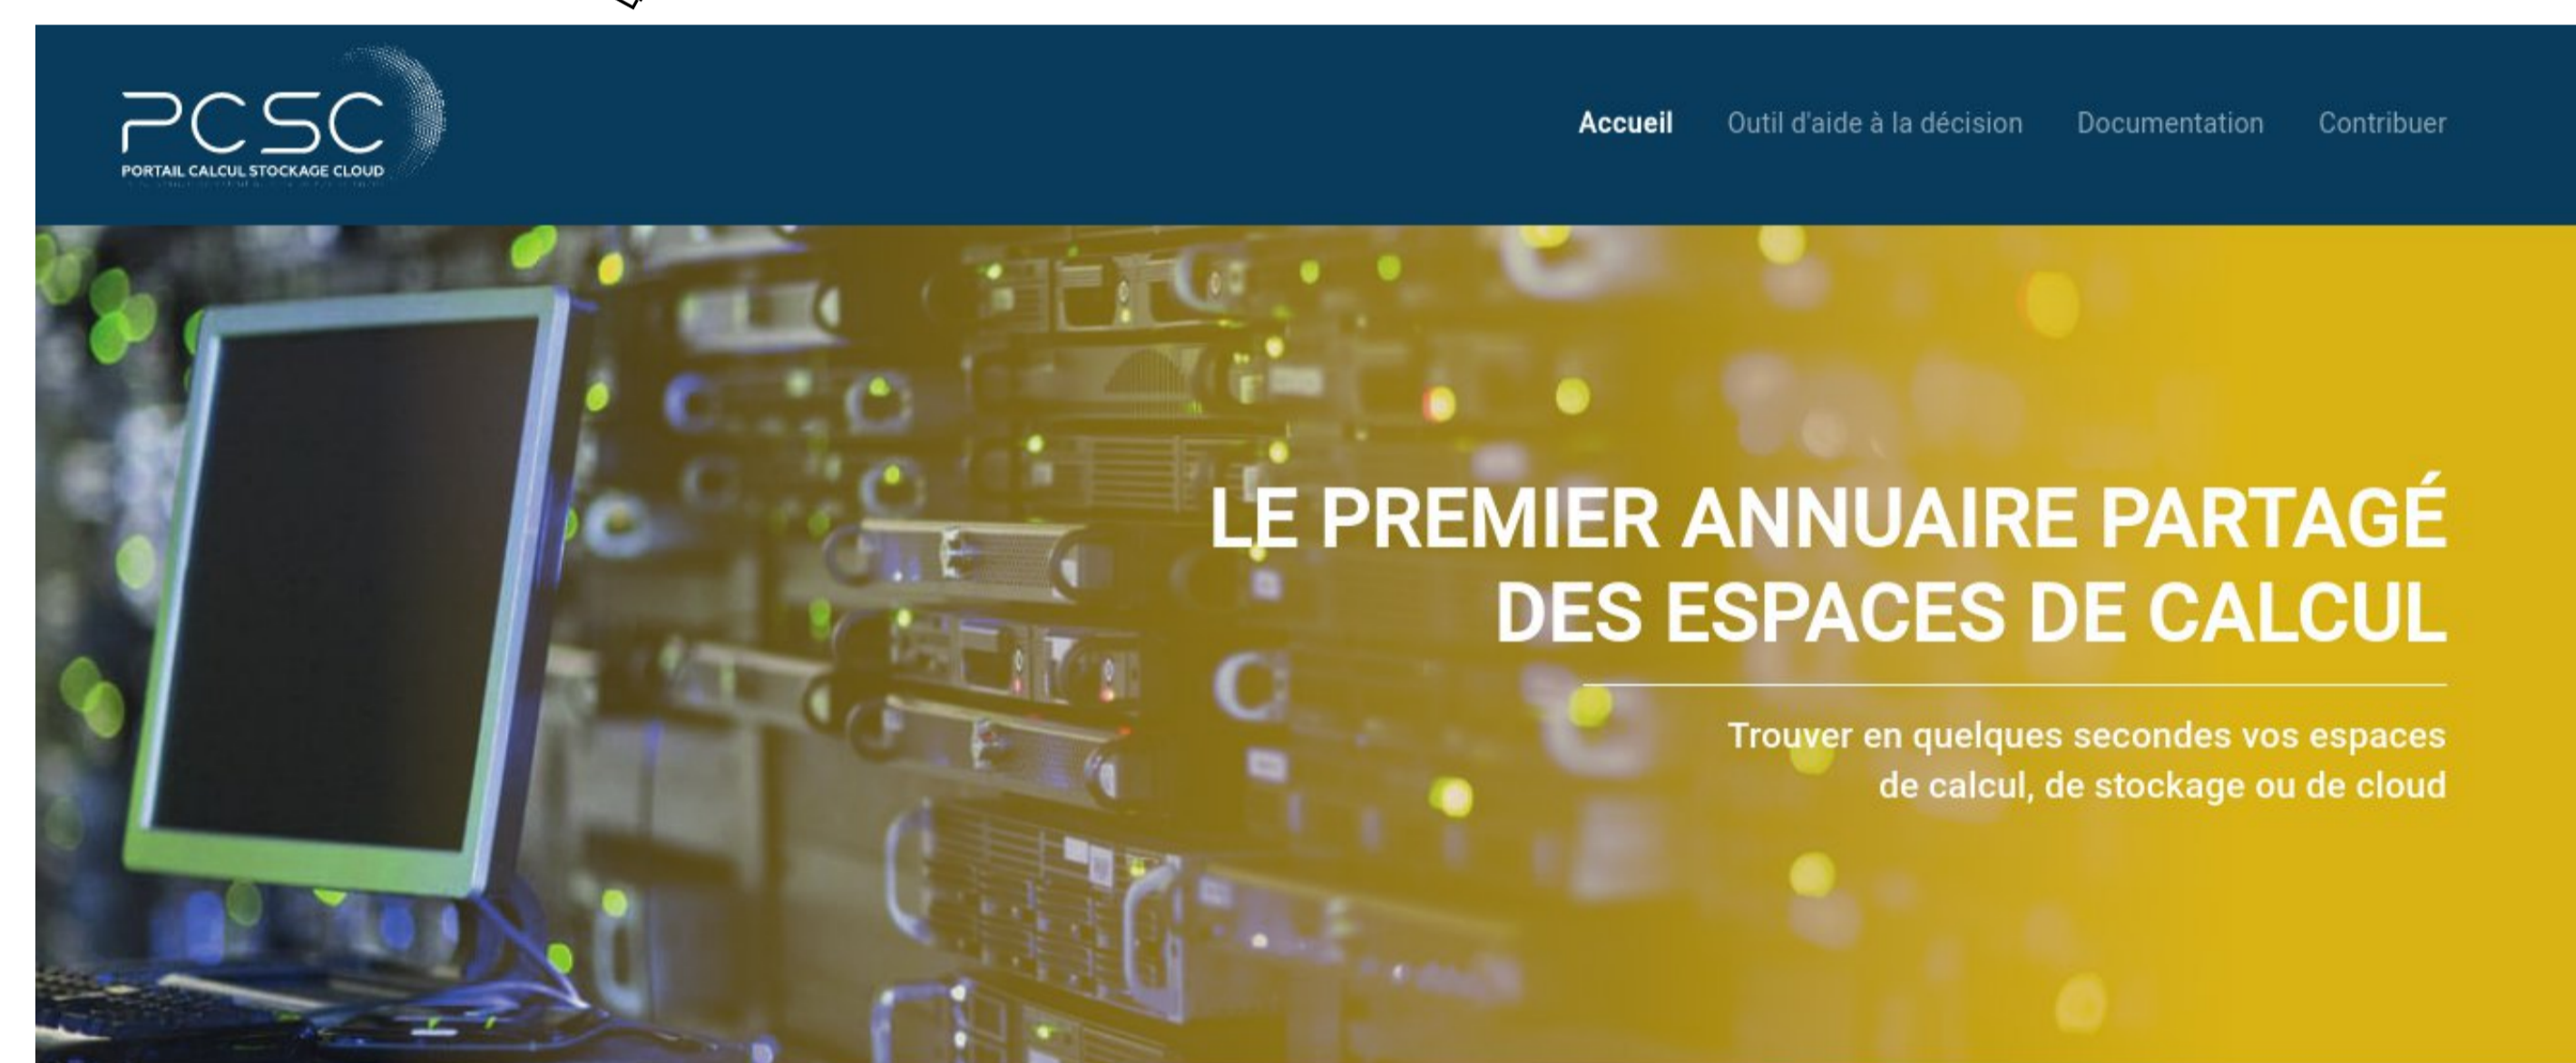 PCSC
PORTAIL CALCUL STOCKAGE CLOUD
Accueil Outil d'aide à la décision Documentation Contribuer
LE PREMIER ANNUAIRE PARTAGÉ
DES ESPACES DE CALCUL
Trouver en quelques secondes vos espaces
de calcul, de stockage ou de cloud